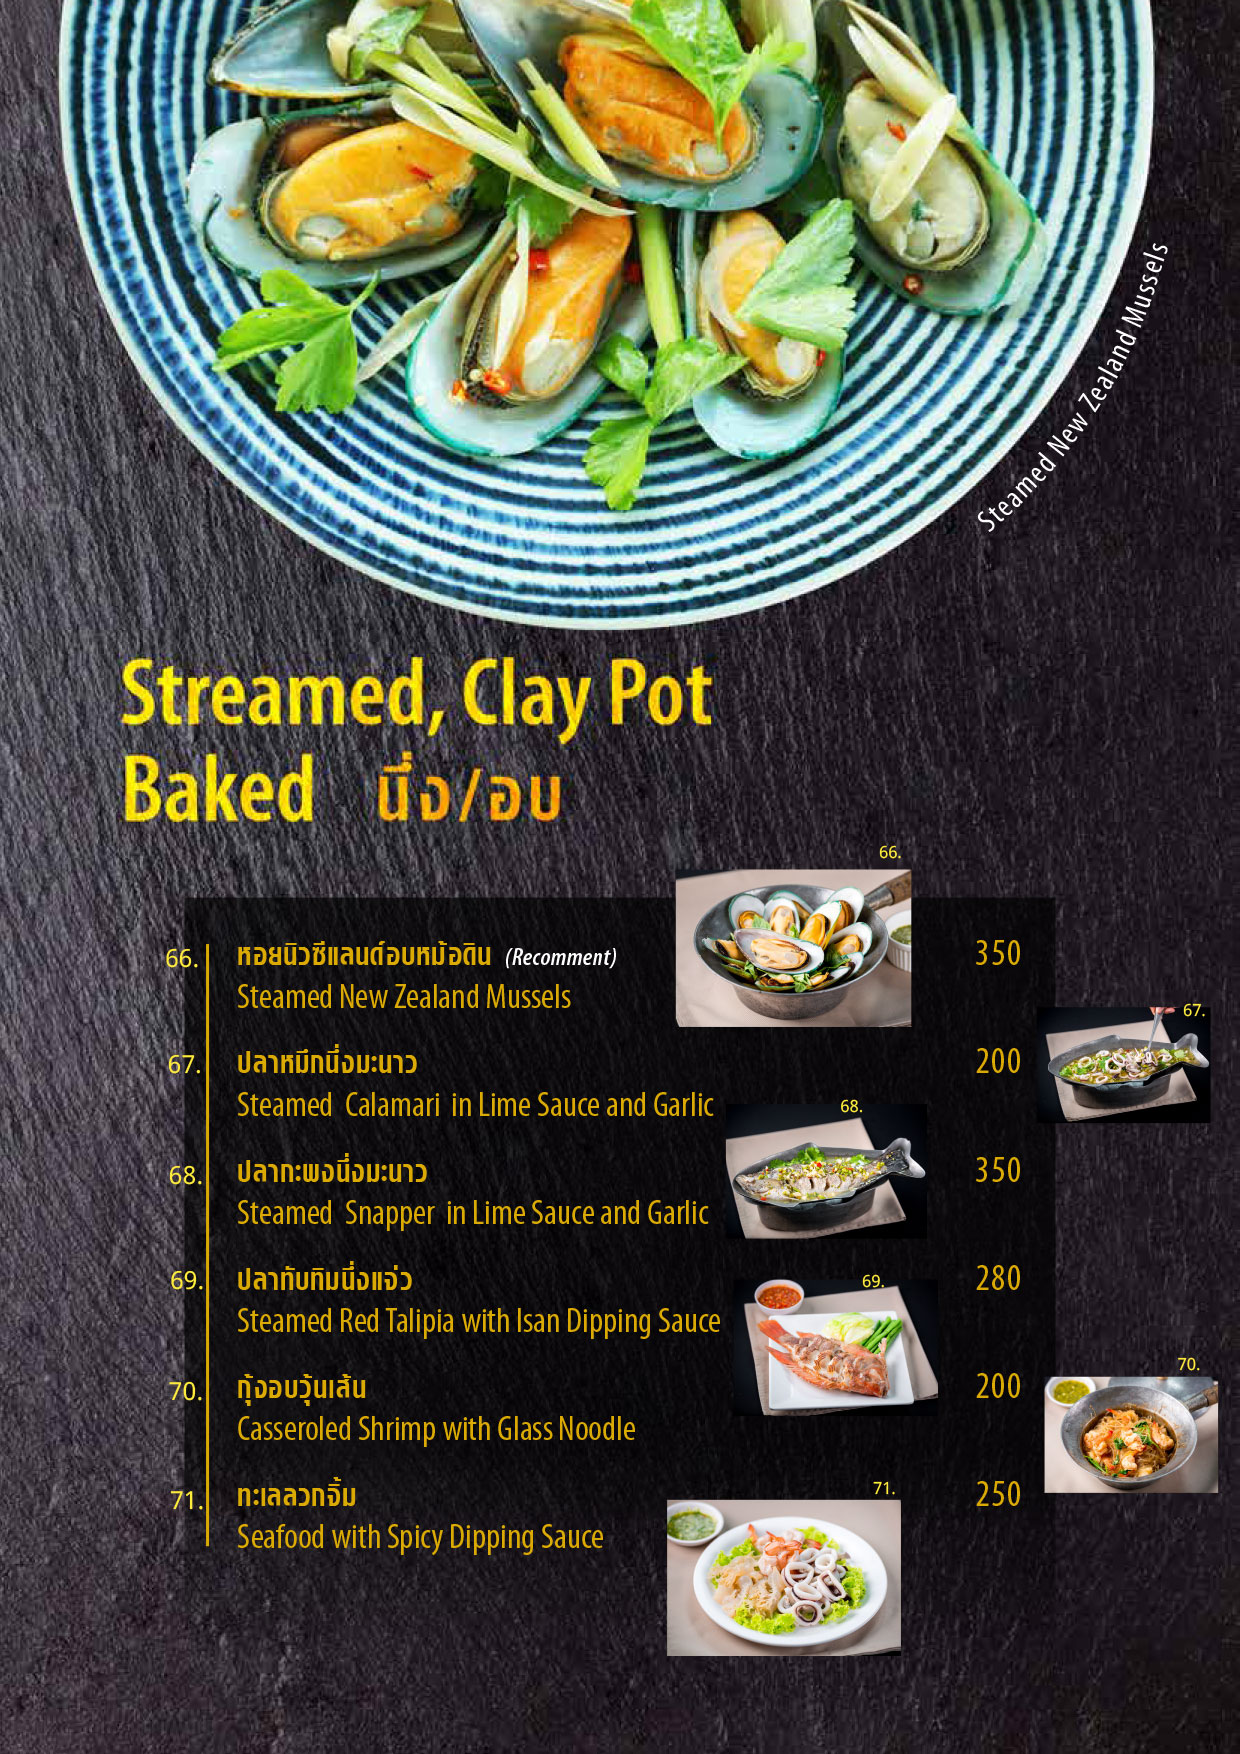 Steamed New Zealand Mussels
Streamed, Clay Pot
Baked นึ่ง/อบ
66.
66. หอยนิวซีแลนด์อบหม้อดิน (Recomment) 350
Steamed New Zealand Mussels
67.
67. ปลาหมึกนึ่งมะนาว 200
Steamed Calamari in Lime Sauce and Garlic
68.
68. ปลากะพงนึ่งมะนาว 350
Steamed Snapper in Lime Sauce and Garlic
69. ปลาทับทิมนึ่งแจ่ว 280
69.
Steamed Red Talipia with Isan Dipping Sauce
70.
70. กุ้งอบวุ้นเส้น 200
Casseroled Shrimp with Glass Noodle
71.
71. ทะเลลวกจิ้ม 250
Seafood with Spicy Dipping Sauce